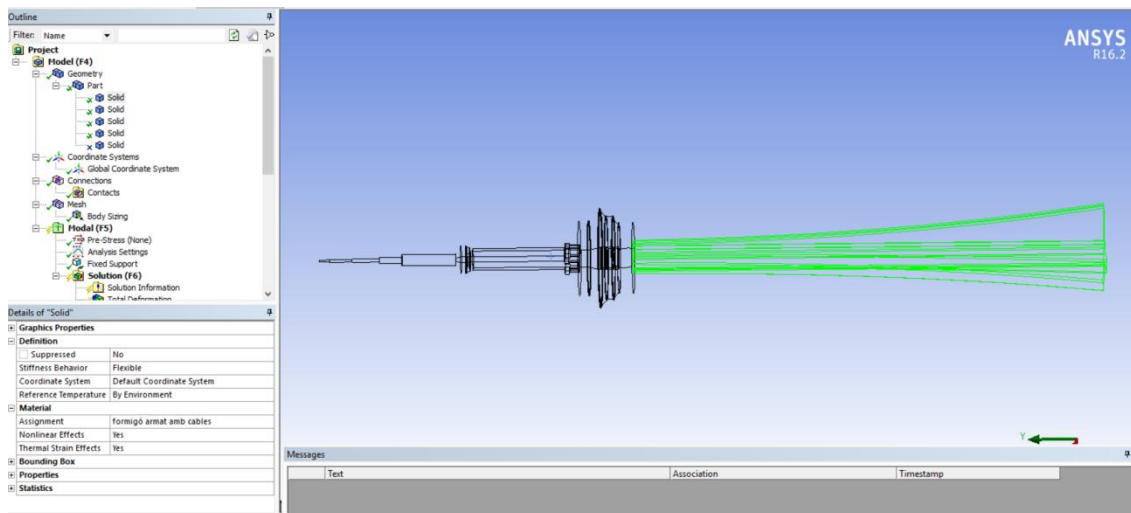 Outline
Filter: Name
Project
Model (F4)
Geometry
Part
Solid
Solid
Solid
Solid
Solid
Coordinate Systems
Global Coordinate System
Connections
Contacts
Mesh
Body Sizing
Modal (F5)
Pre-Stress (None)
Analysis Settings
Fixed Support
Solution (F6)
Solution Information
Total Deformation
Details of "Solid"
Graphics Properties
Definition
Suppressed No
Stiffness Behavior Flexible
Coordinate System Default Coordinate System
Reference Temperature By Environment
Material
Assignment formigó armat amb cables
Nonlinear Effects Yes
Thermal Strain Effects Yes
Bounding Box
Properties
Statistics
ANSYS
R16.2
Y
Messages
Text Association Timestamp